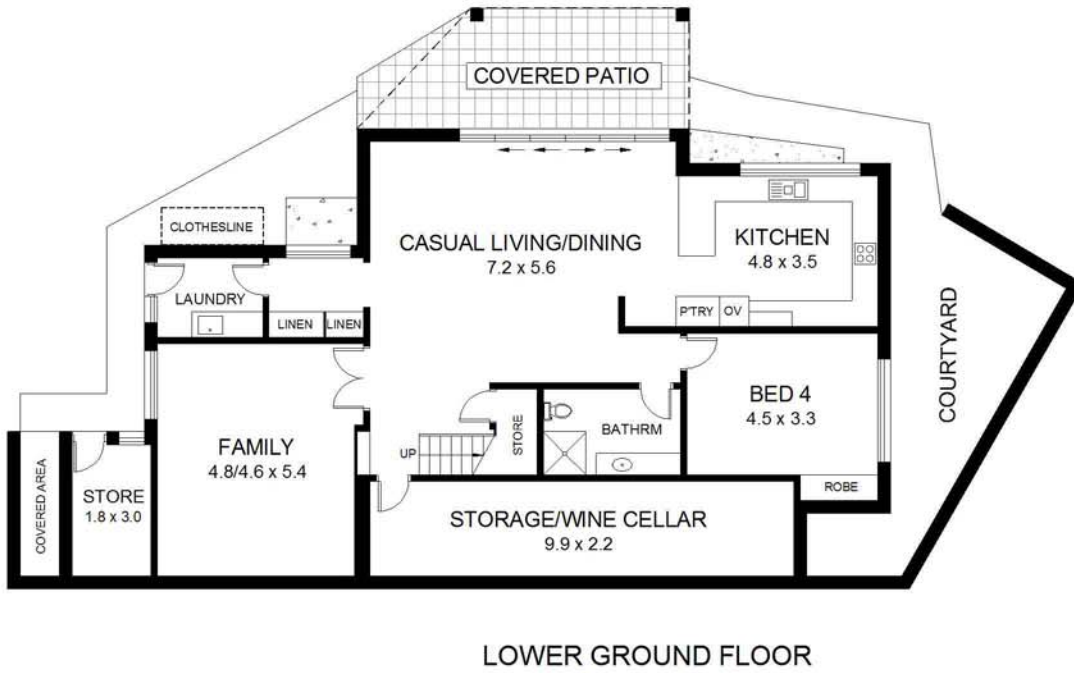 COVERED PATIO
CLOTHESLINE
CASUAL LIVING/DINING
7.2 x 5.6
KITCHEN
4.8 x 3.5
LAUNDRY
LINEN
LINEN
P'TRY
OV
COURTYARD
BED 4
4.5 x 3.3
FAMILY
4.8/4.6 x 5.4
UP
STORE
BATHRM
ROBE
COVERED AREA
STORE
1.8 x 3.0
STORAGE/WINE CELLAR
9.9 x 2.2
LOWER GROUND FLOOR